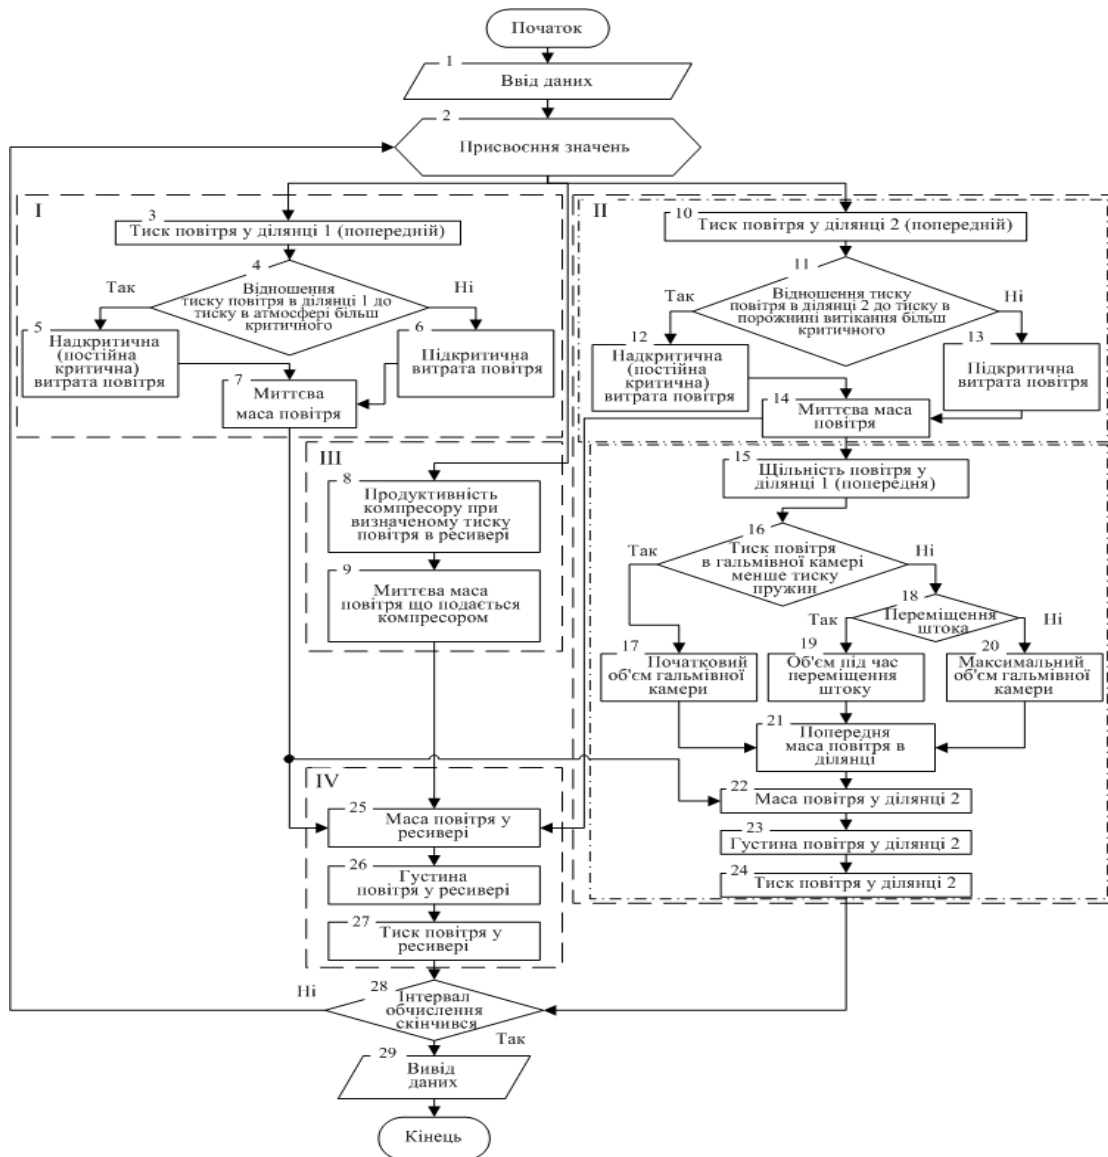 Початок
1
Ввід даних
2
Присвоєння значень
I
3
Тиск повітря у ділянці 1 (попередній)
4
Відношення
тиску повітря в ділянці 1 до
тиску в атмосфері більш
критичного
Так
Ні
5
Надкритична
(постійна
критична)
витрата повітря
6
Підкритична
витрата повітря
7
Миттєва
маса повітря
II
10
Тиск повітря у ділянці 2 (попередній)
11
Відношення тиску
повітря в ділянці 2 до тиску в
порожнині витікання більш
критичного
Так
Ні
12
Надкритична
(постійна
критична)
витрата повітря
13
Підкритична
витрата повітря
14
Миттєва маса
повітря
III
8
Продуктивність
компресору при
визначеному тиску
повітря в ресивері
9
Миттєва маса
повітря що подається
компресором
15
Щільність повітря у
ділянці 1 (попередня)
16
Тиск повітря
в гальмівної камері
менше тиску
пружин
Так
Ні
18
Переміщення
штока
Так
Ні
17
Початковий
об'єм гальмівної
камери
19
Об'єм під час
переміщення
штоку
20
Максимальний
об'єм гальмівної
камери
21
Попередня
маса повітря в
ділянці
22
Маса повітря у ділянці 2
23
Густина повітря у ділянці 2
24
Тиск повітря у ділянці 2
IV
25
Маса повітря у
ресивері
26
Густина
повітря у ресивері
27
Тиск повітря у
ресивері
28
Інтервал
обчислення
скінчився
Ні
Так
29
Вивід
даних
Кінець